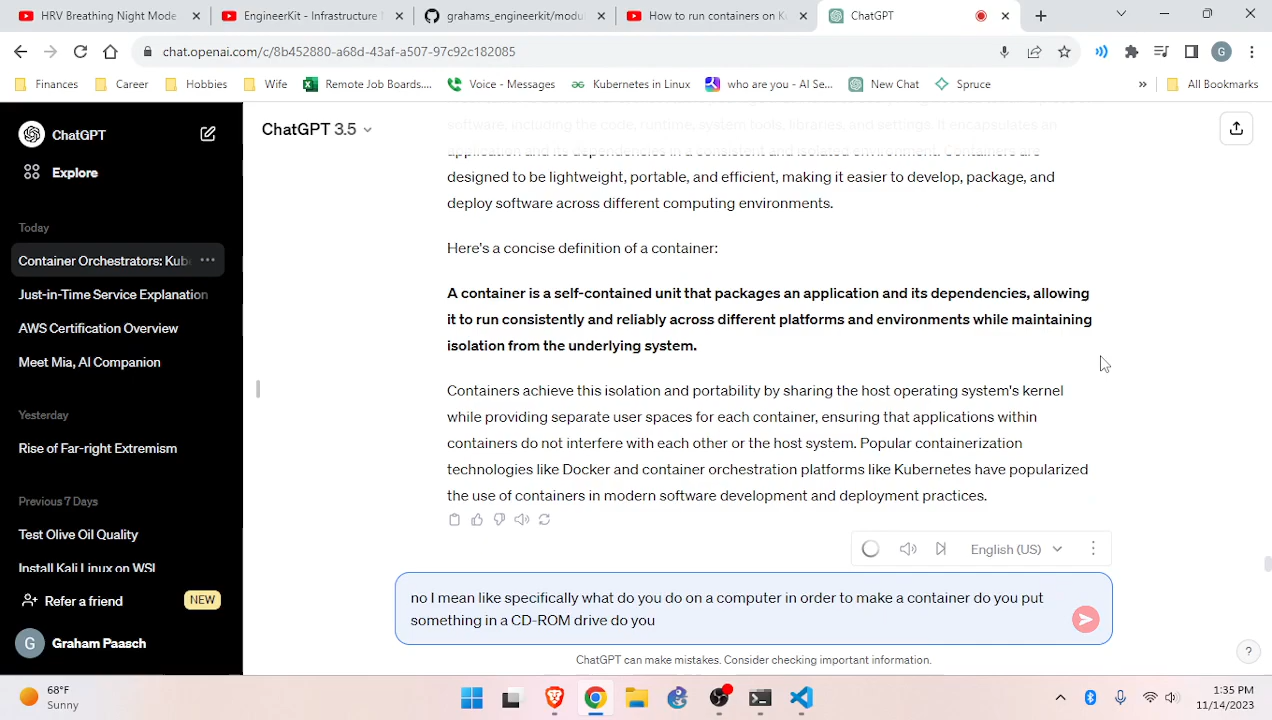 HRV Breathing Night Mode
EngineerKit - Infrastructure
grahams_engineerkit/modu
How to run containers on K
ChatGPT
chat.openai.com/c/8b452880-a68d-43af-a507-97c92c182085
Finances
Career
Hobbies
Wife
Remote Job Boards....
Voice - Messages
Kubernetes in Linux
who are you - AI Se...
New Chat
Spruce
»
All Bookmarks
ChatGPT
Explore
Today
Container Orchestrators: Kube
Just-in-Time Service Explanation
AWS Certification Overview
Meet Mia, AI Companion
Yesterday
Rise of Far-right Extremism
Previous 7 Days
Test Olive Oil Quality
Install Kali Linux on WSL
Refer a friend
NEW
G
Graham Paasch
ChatGPT 3.5
software, including the code, runtime, system tools, libraries, and settings. It encapsulates an
application and its dependencies in a consistent and isolated environment. Containers are
designed to be lightweight, portable, and efficient, making it easier to develop, package, and
deploy software across different computing environments.
Here's a concise definition of a container:
A container is a self-contained unit that packages an application and its dependencies, allowing
it to run consistently and reliably across different platforms and environments while maintaining
isolation from the underlying system.
Containers achieve this isolation and portability by sharing the host operating system's kernel
while providing separate user spaces for each container, ensuring that applications within
containers do not interfere with each other or the host system. Popular containerization
technologies like Docker and container orchestration platforms like Kubernetes have popularized
the use of containers in modern software development and deployment practices.
English (US)
no I mean like specifically what do you do on a computer in order to make a container do you put
something in a CD-ROM drive do you
ChatGPT can make mistakes. Consider checking important information.
?
68°F
Sunny
1:35 PM
11/14/2023